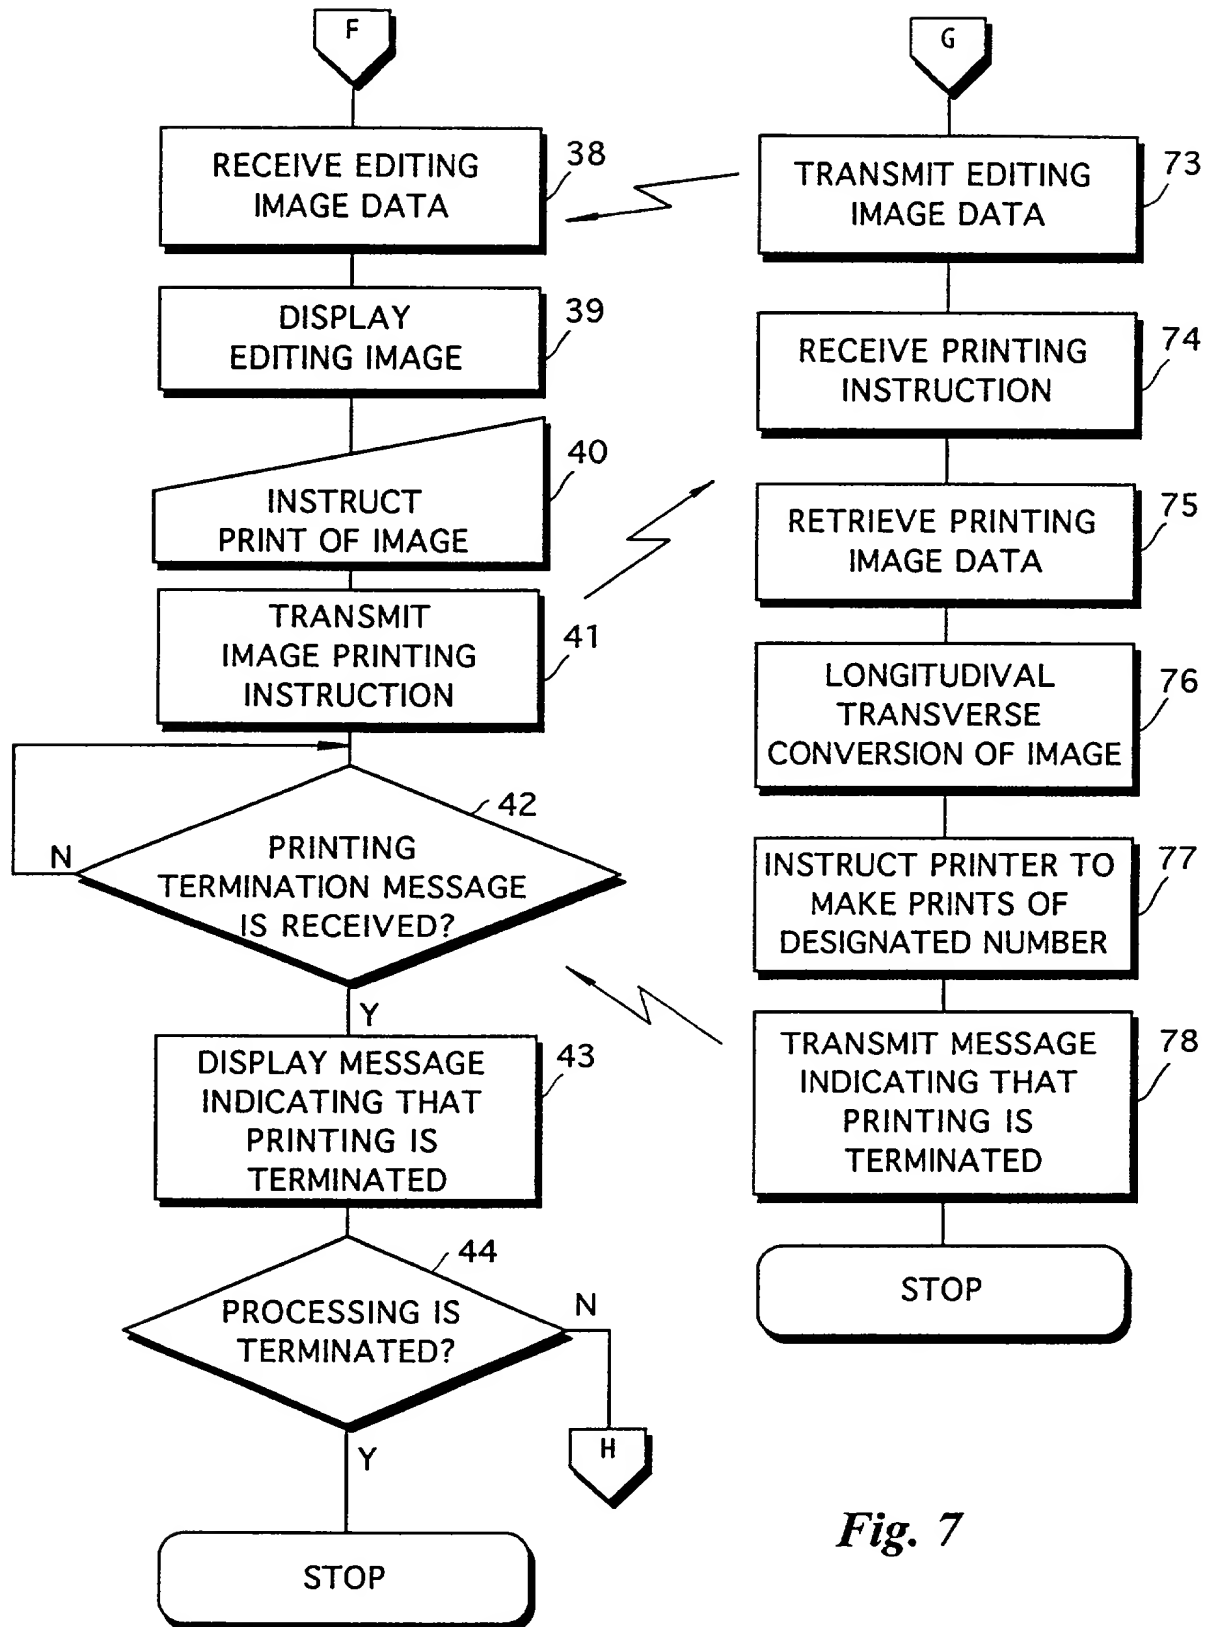 F
RECEIVE EDITING
IMAGE DATA
38
DISPLAY
EDITING IMAGE
39
INSTRUCT
PRINT OF IMAGE
40
TRANSMIT
IMAGE PRINTING
INSTRUCTION
41
42
PRINTING
TERMINATION MESSAGE
IS RECEIVED?
N
Y
DISPLAY MESSAGE
INDICATING THAT
PRINTING IS
TERMINATED
43
44
PROCESSING IS
TERMINATED?
N
H
Y
STOP
G
TRANSMIT EDITING
IMAGE DATA
73
RECEIVE PRINTING
INSTRUCTION
74
RETRIEVE PRINTING
IMAGE DATA
75
LONGITUDIVAL
TRANSVERSE
CONVERSION OF IMAGE
76
INSTRUCT PRINTER TO
MAKE PRINTS OF
DESIGNATED NUMBER
77
TRANSMIT MESSAGE
INDICATING THAT
PRINTING IS
TERMINATED
78
STOP
Fig. 7